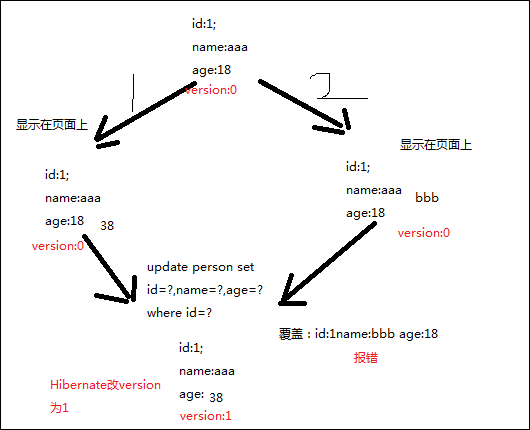 id:1;
name:aaa
age:18
version:0
1
2
显示在页面上
显示在页面上
id:1;
name:aaa
age:18 38
version:0
id:1;
name:aaa bbb
age:18
version:0
update person set
id=?,name=?,age=?
where id=?
覆盖：id:1name:bbb age:18
报错
id:1;
name:aaa
age: 38
version:1
Hibernate改version
为1